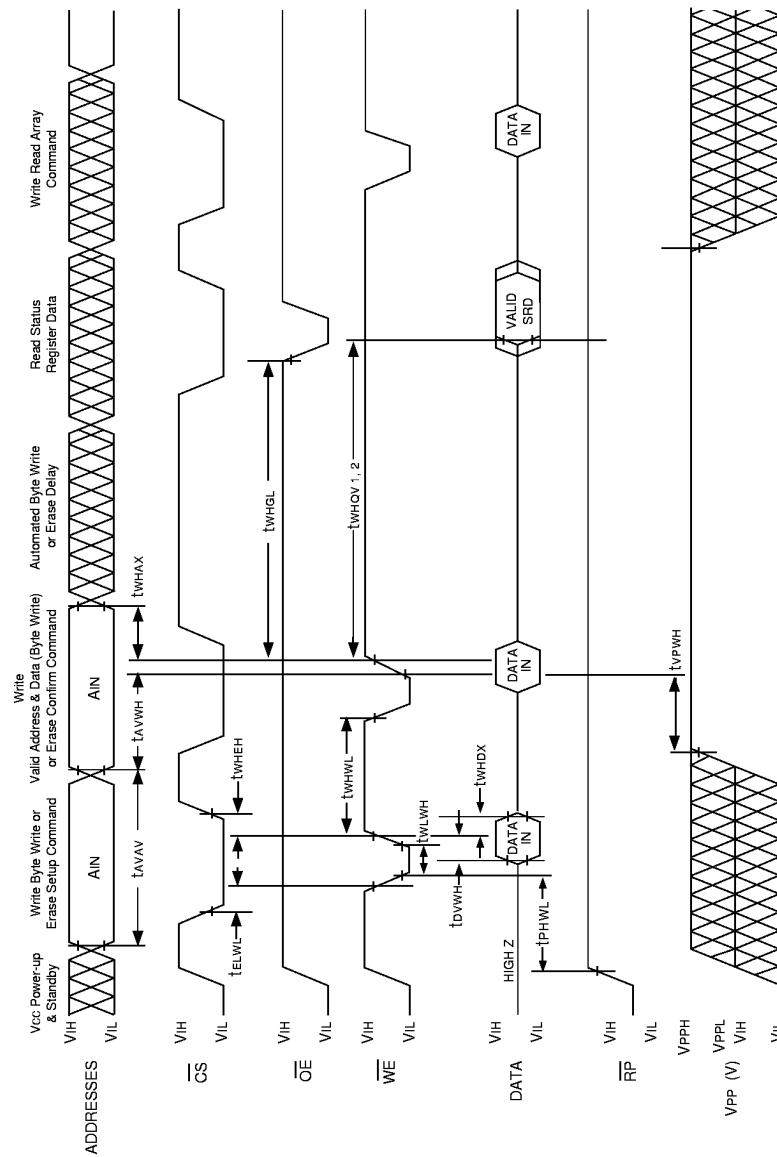 Vcc Power-up
& Standby
Write Byte Write or
Erase Setup Command
Write
Valid Address & Data (Byte Write)
or Erase Confirm Command
Automated Byte Write
or Erase Delay
Read Status
Register Data
Write Read Array
Command
ADDRESSES
VIH
VIL
AIN
AIN
tAVAV
tAVWH
tWHAX
CS
VIH
VIL
tELWL
tWHEH
OE
VIH
VIL
tWHGL
WE
VIH
VIL
tWHWL
tWHQV 1, 2
tWLWH
tDVWH
tWHDX
DATA
VIH
VIL
HIGH Z
DATA
IN
DATA
IN
VALID
SRD
DATA
IN
tPHWL
RP
VIH
VIL
tVPWH
VPP (V)
VPPH
VPPL
VIH
VIL